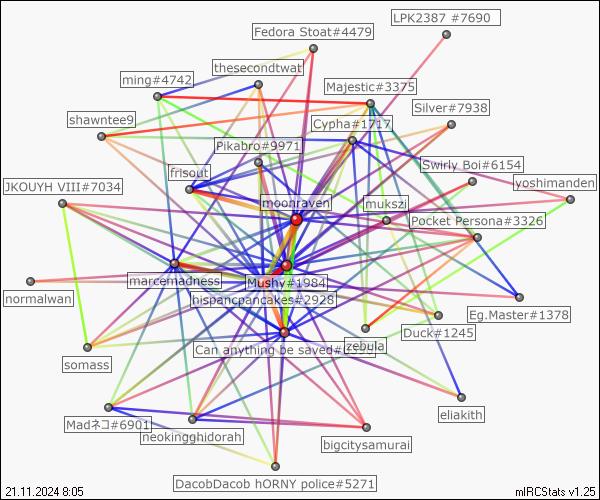 LPK2387 #7690
Fedora Stoat#4479
thesecondtwat
ming#4742
Majestic#3375
Silver#7938
shawntee9
Cypha#1717
Pikabro#9971
Swirly Boi#6154
frisout
JKOUYH VIII#7034
yoshimanden
moonraven
mukszi
Pocket Persona#3326
marcemadness
Mushy#1984
normalwan
hispancpancakes#2928
Eg.Master#1378
Duck#1245
Can anything be saved
zebula
somass
eliakith
Madネコ#6901
neokingghidorah
bigcitysamurai
DacobDacob hORNY police#5271
21.11.2024 8:05
mIRCStats v1.25